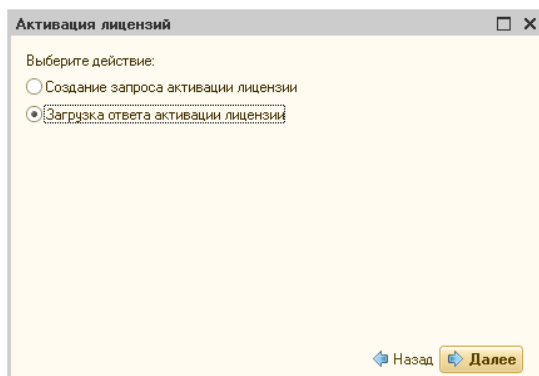 Активация лицензий
Выберите действие:
Создание запроса активации лицензии
Загрузка ответа активации лицензии
Назад Далее